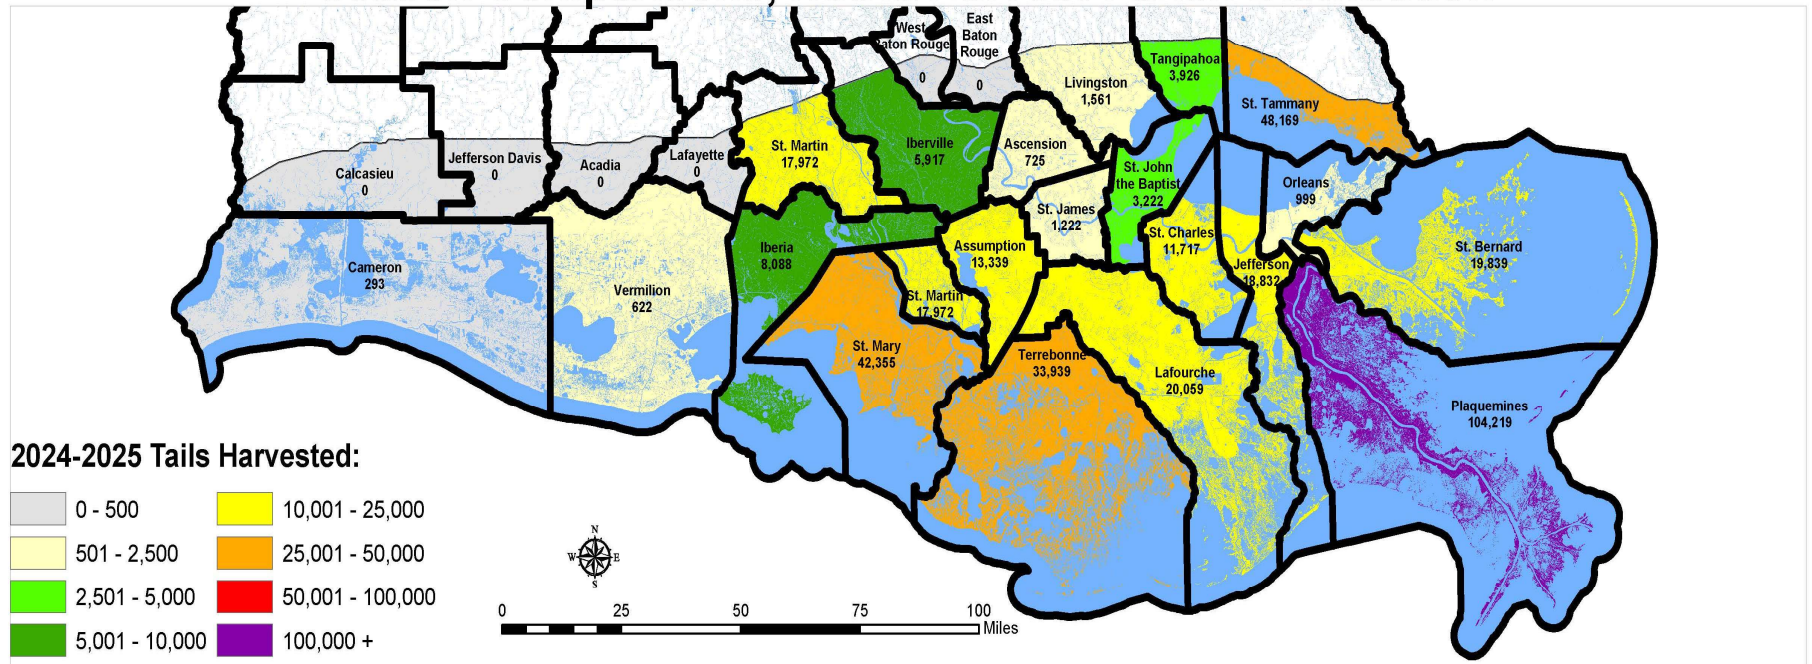 West
Baton Rouge
0
East
Baton
Rouge
0
Livingston
1,561
Tangipahoa
3,926
St. Tammany
48,169
Calcasieu
0
Jefferson Davis
0
Acadia
0
Lafayette
0
St. Martin
17,972
Iberville
5,917
Ascension
725
St. John
the Baptist
3,222
Orleans
999
St. James
1,222
St. Charles
11,717
Jefferson
18,832
St. Bernard
19,839
Cameron
293
Vermilion
622
Iberia
8,088
Assumption
13,339
St. Martin
17,972
St. Mary
42,355
Terrebonne
33,939
Lafourche
20,059
Plaquemines
104,219
2024-2025 Tails Harvested:
0 - 500
501 - 2,500
2,501 - 5,000
5,001 - 10,000
10,001 - 25,000
25,001 - 50,000
50,001 - 100,000
100,000 +
N
W E
S
0 25 50 75 100
Miles